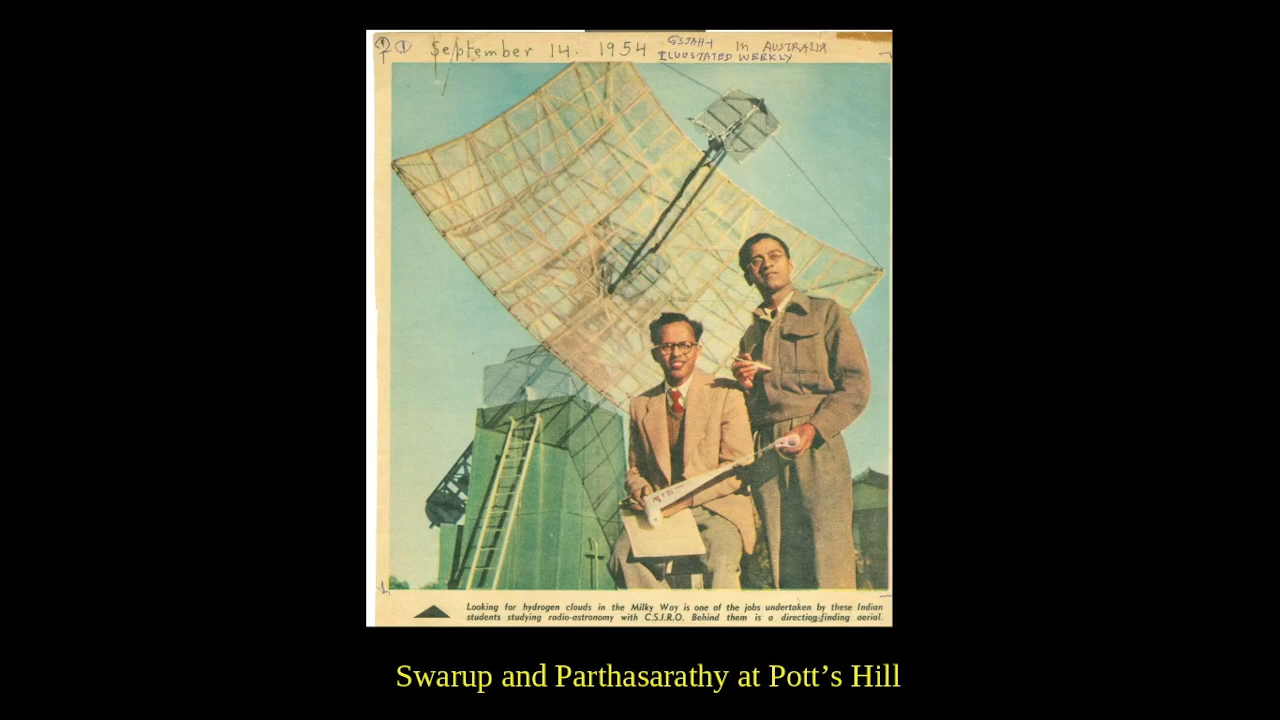 September 14. 1954 In AUSTRALIA
WEEKLY
Looking for hydrogen clouds in the Milky Way is one of the jobs undertaken by these Indian
students studying radio-astronomy with C.S.I.R.O. Behind them is a direction-finding aerial.
Swarup and Parthasarathy at Pott’s Hill